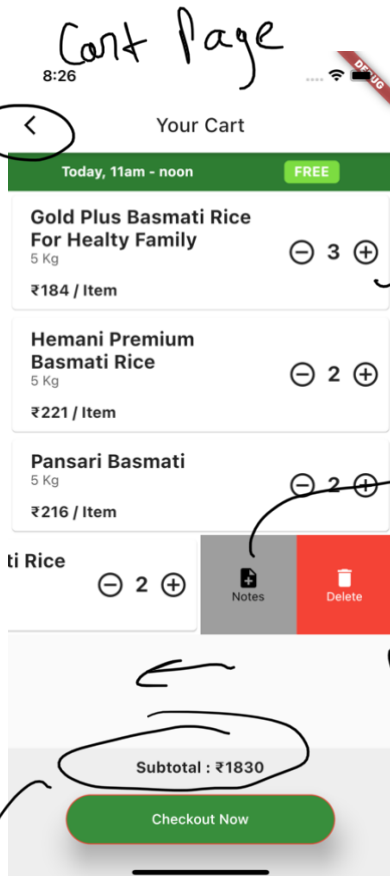 Cart Page
8:26
DEBUG
Your Cart
Today, 11am - noon FREE
Gold Plus Basmati Rice
For Healty Family
5 Kg
3
₹184 / Item
Hemani Premium
Basmati Rice
5 Kg
2
₹221 / Item
Pansari Basmati
5 Kg
2
₹216 / Item
ti Rice
2
Notes
Delete
Subtotal : ₹1830
Checkout Now